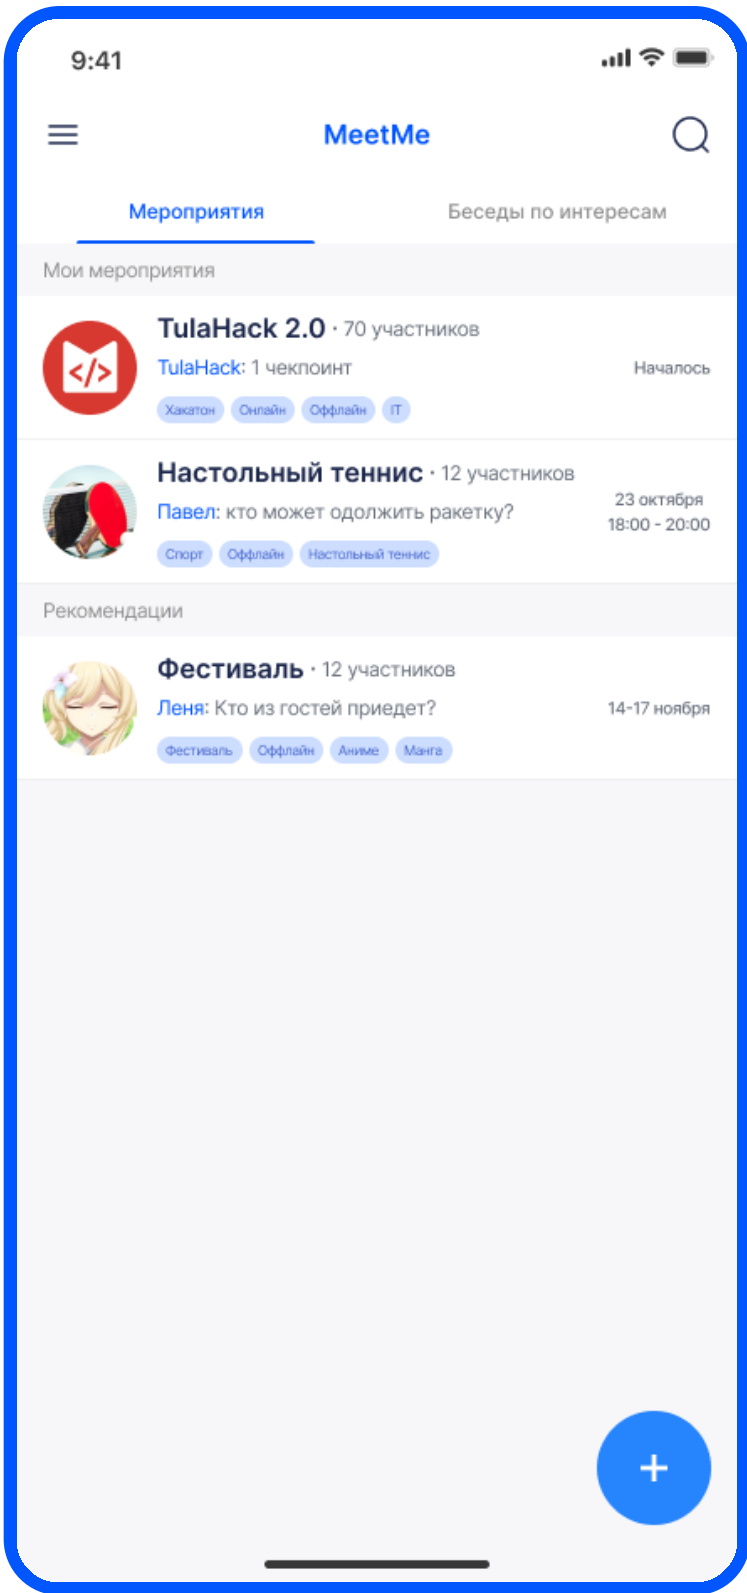 9:41
MeetMe
Мероприятия Беседы по интересам
Мои мероприятия
TulaHack 2.0 · 70 участников
TulaHack: 1 чекпоинт
Началось
Хакатон Онлайн Оффлайн IT
Настольный теннис · 12 участников
Павел: кто может одолжить ракетку?
23 октября
18:00 - 20:00
Спорт Оффлайн Настольный теннис
Рекомендации
Фестиваль · 12 участников
Леня: Кто из гостей приедет?
14-17 ноября
Фестиваль Оффлайн Аниме Манга